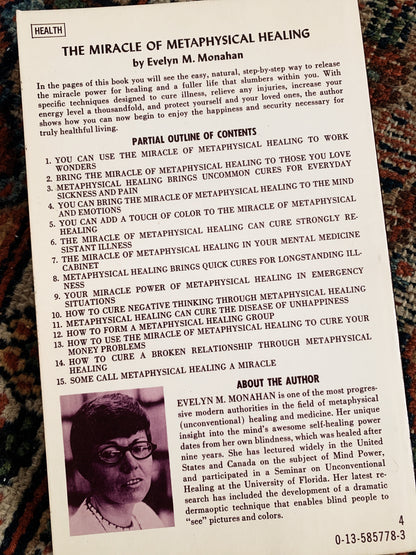 HEALTH
THE MIRACLE OF METAPHYSICAL HEALING
by Evelyn M. Monahan
In the pages of this book you will see the easy, natural, step-by-step way to release
the miracle power for healing and a fuller life that slumbers within you. With
specific techniques designed to cure illness, relieve any injuries, increase your
energy level a thousandfold, and protect yourself and your loved ones, the author
shows how you can now begin to enjoy the happiness and security necessary for
truly healthful living.
PARTIAL OUTLINE OF CONTENTS
1. YOU CAN USE THE MIRACLE OF METAPHYSICAL HEALING TO WORK
WONDERS
2. BRING THE MIRACLE OF METAPHYSICAL HEALING TO THOSE YOU LOVE
3. METAPHYSICAL HEALING BRINGS UNCOMMON CURES FOR EVERYDAY
SICKNESS AND PAIN
4. YOU CAN BRING THE MIRACLE OF METAPHYSICAL HEALING TO THE MIND
AND EMOTIONS
5. YOU CAN ADD A TOUCH OF COLOR TO THE MIRACLE OF METAPHYSICAL
HEALING
6. THE MIRACLE OF METAPHYSICAL HEALING CAN CURE STRONGLY RE-
SISTANT ILLNESS
7. THE MIRACLE OF METAPHYSICAL HEALING IN YOUR MENTAL MEDICINE
CABINET
8. METAPHYSICAL HEALING BRINGS QUICK CURES FOR LONGSTANDING ILL-
NESS
9. YOUR MIRACLE POWER OF METAPHYSICAL HEALING IN EMERGENCY
SITUATIONS
10. HOW TO CURE NEGATIVE THINKING THROUGH METAPHYSICAL HEALING
11. METAPHYSICAL HEALING CAN CURE THE DISEASE OF UNHAPPINESS
12. HOW TO FORM A METAPHYSICAL HEALING GROUP
13. HOW TO USE THE MIRACLE OF METAPHYSICAL HEALING TO CURE YOUR
MONEY PROBLEMS
14. HOW TO CURE A BROKEN RELATIONSHIP THROUGH METAPHYSICAL
HEALING
15. SOME CALL METAPHYSICAL HEALING A MIRACLE
ABOUT THE AUTHOR
EVELYN M. MONAHAN is one of the most progres-
sive modern authorities in the field of metaphysical
(unconventional) healing and medicine. Her unique
insight into the mind's awesome self-healing power
dates from her own blindness, which was healed after
nine years. She has lectured widely in the United
States and Canada on the subject of Mind Power,
and participated in a Seminar on Unconventional
Healing at the University of Florida. Her latest re-
search has included the development of a dramatic
dermaoptic technique that enables blind people to
"see" pictures and colors.
4
0-13-585778-3